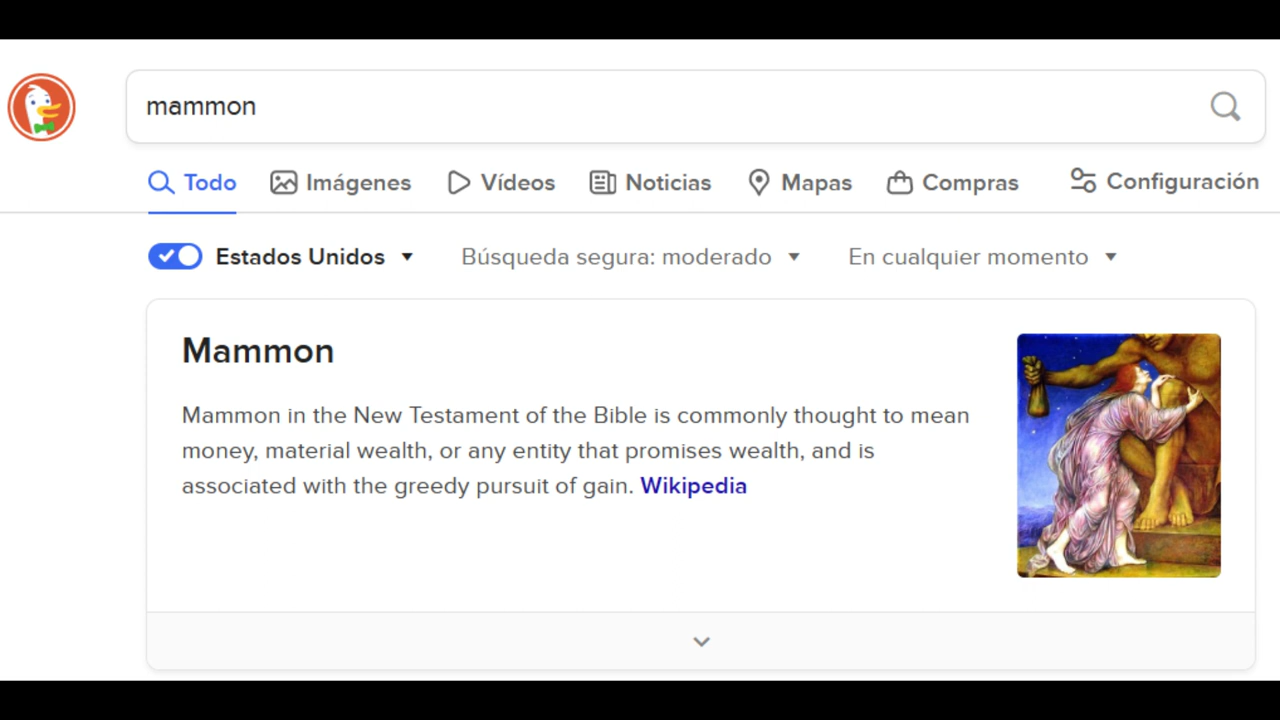 mammon
Todo Imágenes Vídeos Noticias Mapas Compras Configuración
Estados Unidos Búsqueda segura: moderado En cualquier momento
Mammon
Mammon in the New Testament of the Bible is commonly thought to mean
money, material wealth, or any entity that promises wealth, and is
associated with the greedy pursuit of gain. Wikipedia